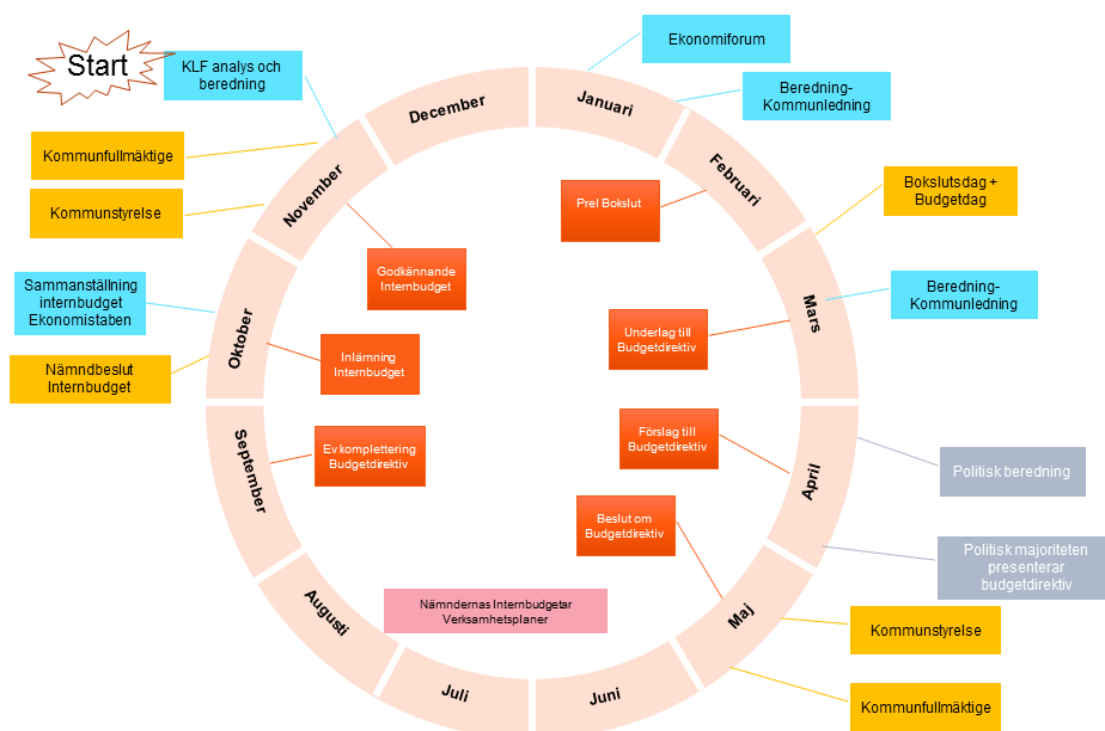 Start
KLF analys och
beredning
Ekonomiforum
Beredning-
Kommunledning
December
Januari
Kommunfullmäktige
November
Februari
Prel Bokslut
Bokslutsdag +
Budgetdag
Kommunstyrelse
Godkännande
Internbudget
Sammanställning
internbudget
Ekonomistaben
Oktober
Mars
Beredning-
Kommunledning
Underlag till
Budgetdirektiv
Nämndbeslut
Internbudget
Inlämning
Internbudget
September
Ev komplettering
Budgetdirektiv
Förslag till
Budgetdirektiv
April
Politisk beredning
Beslut om
Budgetdirektiv
Politisk majoriteten
presenterar
budgetdirektiv
Augusti
Nämndernas Internbudgetar
Verksamhetsplaner
Maj
Kommunstyrelse
Juli
Juni
Kommunfullmäktige